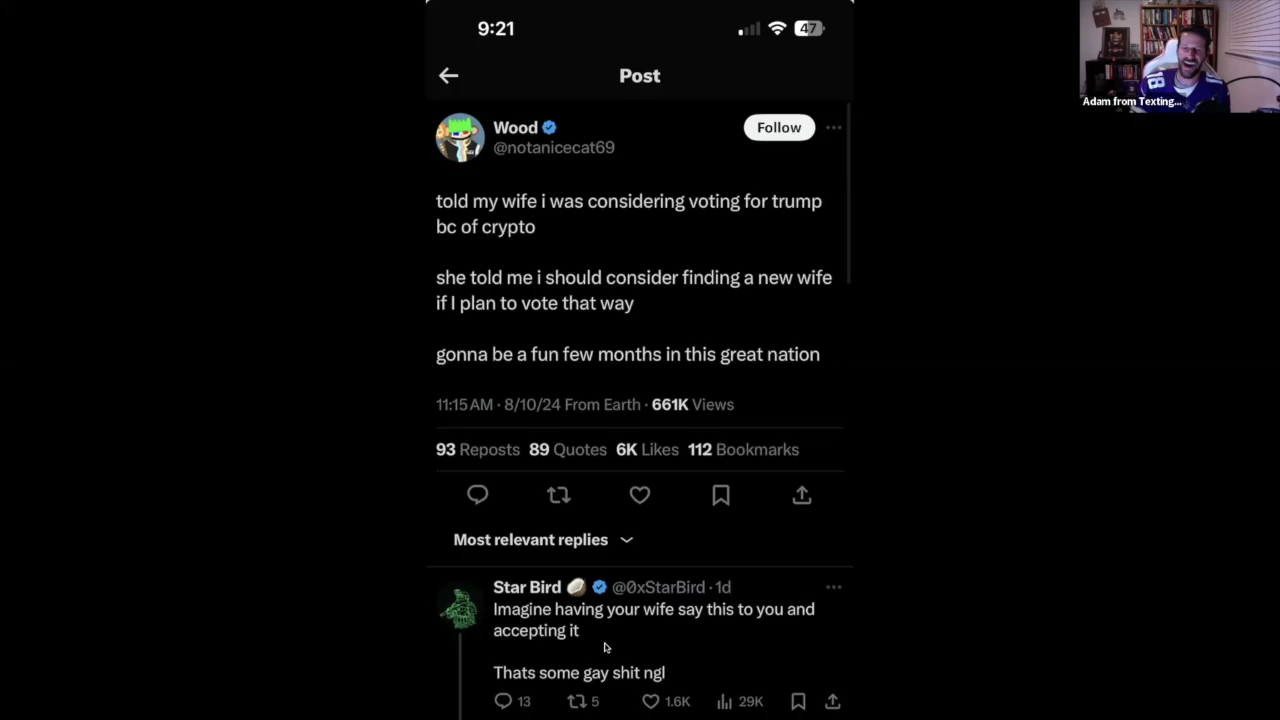 9:21
47
Post
Wood
@notanicecat69
Follow
told my wife i was considering voting for trump
bc of crypto
she told me i should consider finding a new wife
if I plan to vote that way
gonna be a fun few months in this great nation
11:15 AM · 8/10/24 From Earth · 661K Views
93 Reposts 89 Quotes 6K Likes 112 Bookmarks
Most relevant replies
Star Bird 🥥 @0xStarBird · 1d
Imagine having your wife say this to you and
accepting it
Thats some gay shit ngl
13 5 1.6K 29K
18
Adam from Texting...